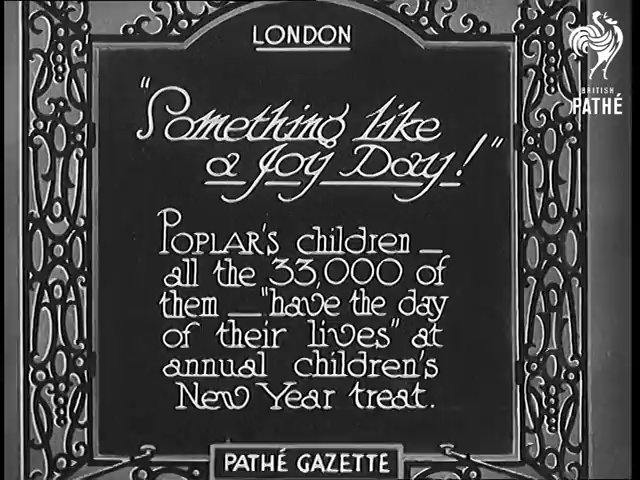 LONDON
"Something like
a Joy Day!"
POPLAR'S children —
all the 33,000 of
them — "have the day
of their lives" at
annual children's
New Year treat.
PATHÉ GAZETTE
BRITISH
PATHÉ